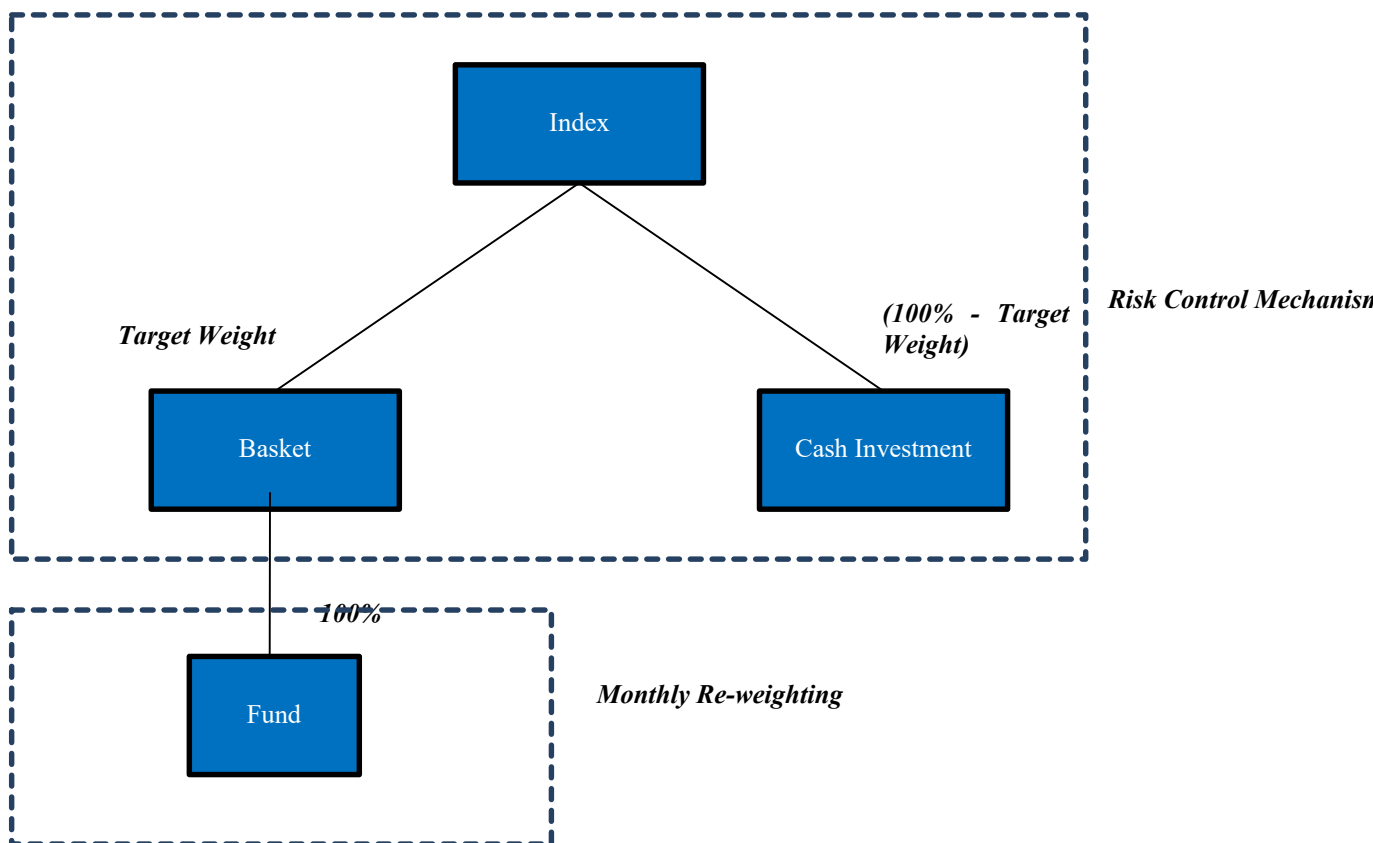 Index
(100% - Target
Weight)
Risk Control Mechanism
Target Weight
Basket
Cash Investment
100%
Fund
Monthly Re-weighting